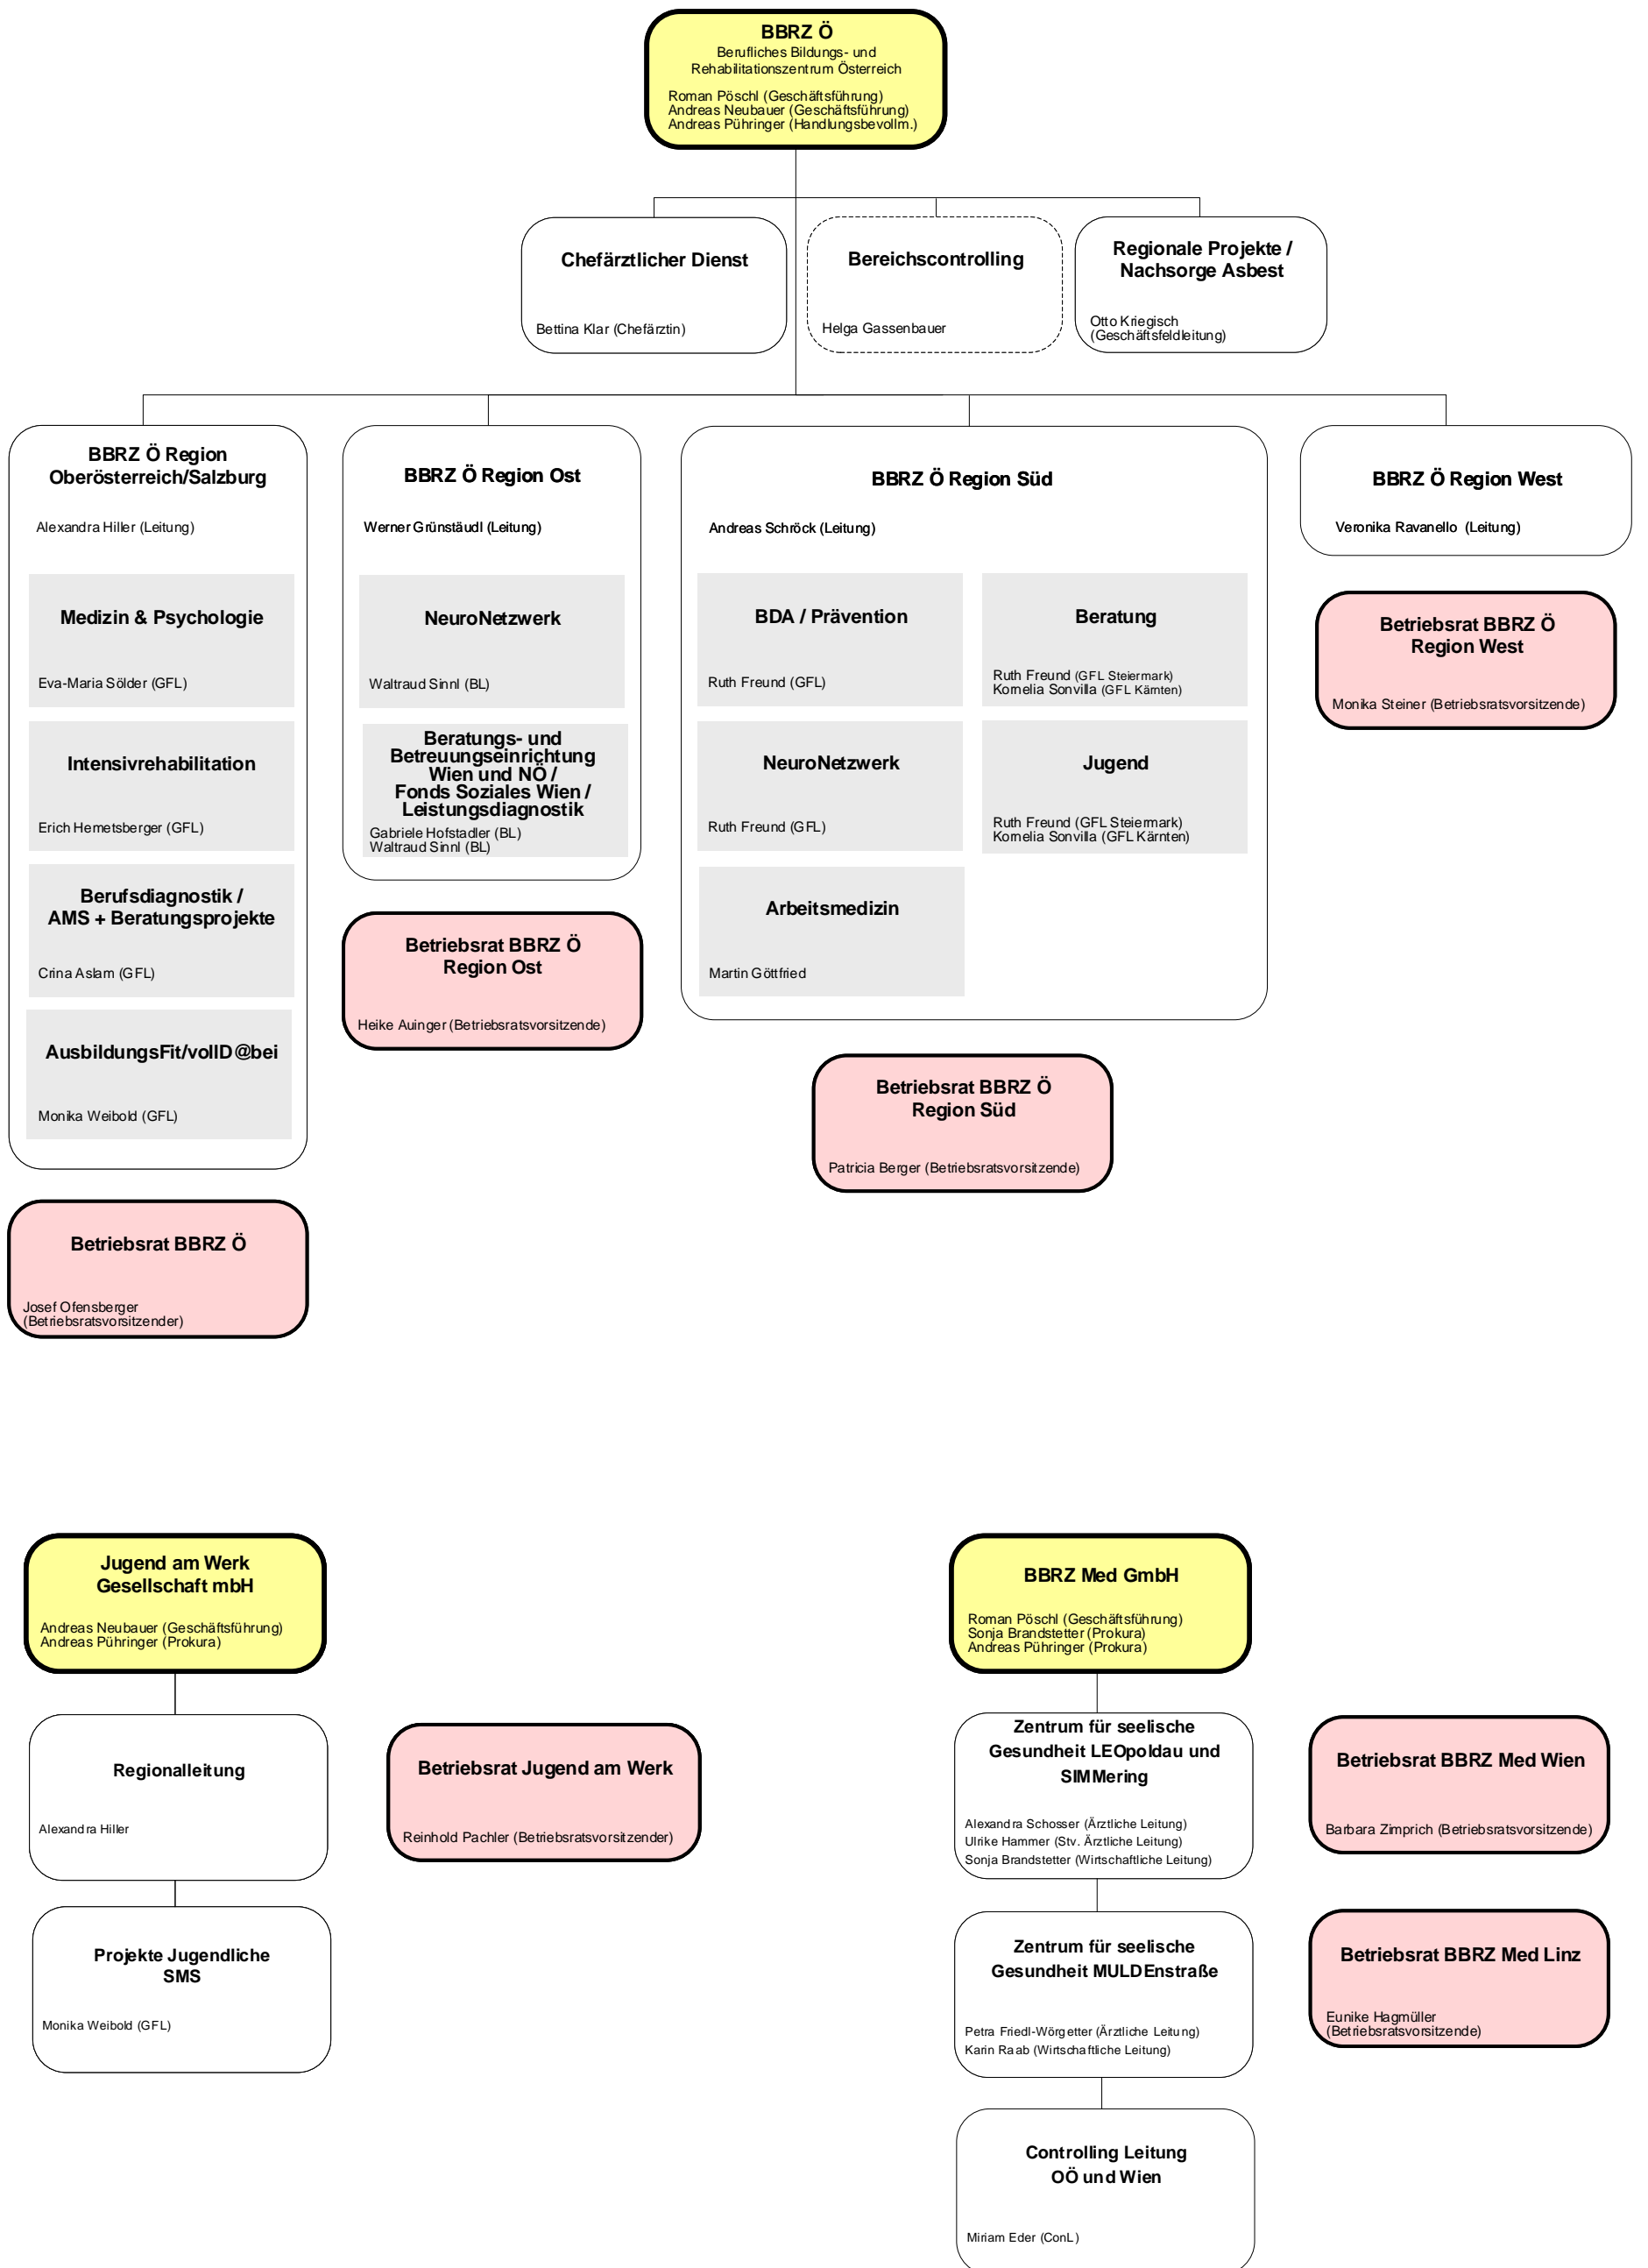 BBRZ Ö
Berufliches Bildungs- und
Rehabilitationszentrum Österreich
Roman Pöschl (Geschäftsführung)
Andreas Neubauer (Geschäftsführung)
Andreas Pühringer (Handlungsbevollm.)
Chefärztlicher Dienst
Bettina Klar (Chefärztin)
Bereichscontrolling
Helga Gassenbauer
Regionale Projekte /
Nachsorge Asbest
Otto Kriegisch
(Geschäftsfeldleitung)
BBRZ Ö Region
Oberösterreich/Salzburg
Alexandra Hiller (Leitung)
Medizin & Psychologie
Eva-Maria Sölder (GFL)
Intensivrehabilitation
Erich Hemetsberger (GFL)
Berufsdiagnostik /
AMS + Beratungsprojekte
Crina Aslam (GFL)
AusbildungsFit/vollD@bei
Monika Weibold (GFL)
Betriebsrat BBRZ Ö
Josef Ofensberger
(Betriebsratsvorsitzender)
BBRZ Ö Region Ost
Werner Grünstäudl (Leitung)
NeuroNetzwerk
Waltraud Sinnl (BL)
Beratungs- und
Betreuungseinrichtung
Wien und NÖ /
Fonds Soziales Wien /
Leistungsdiagnostik
Gabriele Hofstadler (BL)
Waltraud Sinnl (BL)
Betriebsrat BBRZ Ö
Region Ost
Heike Auinger (Betriebsratsvorsitzende)
BBRZ Ö Region Süd
Andreas Schröck (Leitung)
BDA / Prävention
Ruth Freund (GFL)
Beratung
Ruth Freund (GFL Steiermark)
Kornelia Sonvilla (GFL Kärnten)
NeuroNetzwerk
Ruth Freund (GFL)
Jugend
Ruth Freund (GFL Steiermark)
Kornelia Sonvilla (GFL Kärnten)
Arbeitsmedizin
Martin Göttfried
Betriebsrat BBRZ Ö
Region Süd
Patricia Berger (Betriebsratsvorsitzende)
BBRZ Ö Region West
Veronika Ravanello (Leitung)
Betriebsrat BBRZ Ö
Region West
Monika Steiner (Betriebsratsvorsitzende)
Jugend am Werk
Gesellschaft mbH
Andreas Neubauer (Geschäftsführung)
Andreas Pühringer (Prokura)
Regionalleitung
Alexandra Hiller
Projekte Jugendliche
SMS
Monika Weibold (GFL)
Betriebsrat Jugend am Werk
Reinhold Pachler (Betriebsratsvorsitzender)
BBRZ Med GmbH
Roman Pöschl (Geschäftsführung)
Sonja Brandstetter (Prokura)
Andreas Pühringer (Prokura)
Zentrum für seelische
Gesundheit LEOpoldau und
SIMMering
Alexandra Schosser (Ärztliche Leitung)
Ulrike Hammer (Stv. Ärztliche Leitung)
Sonja Brandstetter (Wirtschaftliche Leitung)
Zentrum für seelische
Gesundheit MULDEnstraße
Petra Friedl-Wörgetter (Ärztliche Leitung)
Karin Raab (Wirtschaftliche Leitung)
Controlling Leitung
OÖ und Wien
Miriam Eder (ConL)
Betriebsrat BBRZ Med Wien
Barbara Zimprich (Betriebsratsvorsitzende)
Betriebsrat BBRZ Med Linz
Eunike Hagmüller
(Betriebsratsvorsitzende)